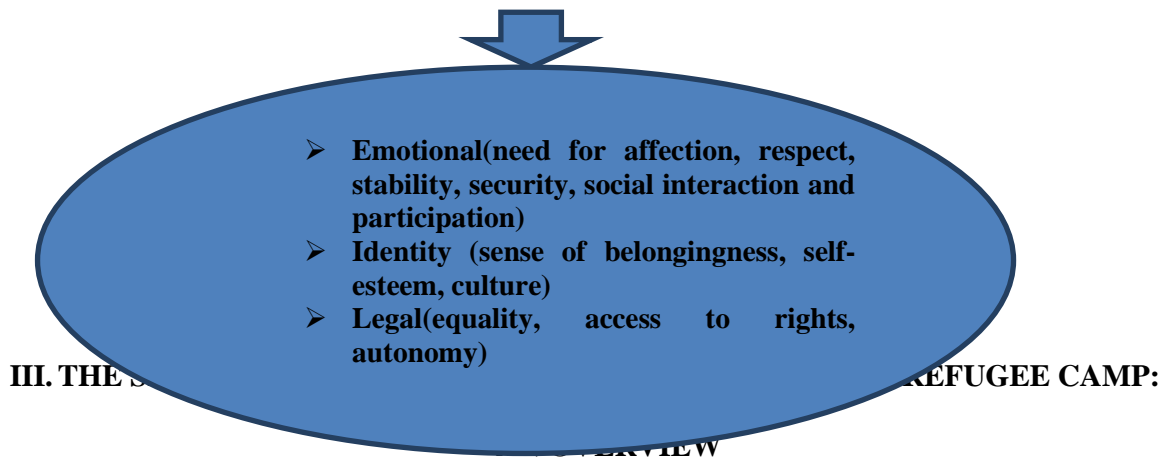 ➢ Emotional(need for affection, respect,
stability, security, social interaction and
participation)
➢ Identity (sense of belongingness, self-
esteem, culture)
➢ Legal(equality, access to rights,
autonomy)
III. THE REFUGEE CAMP: